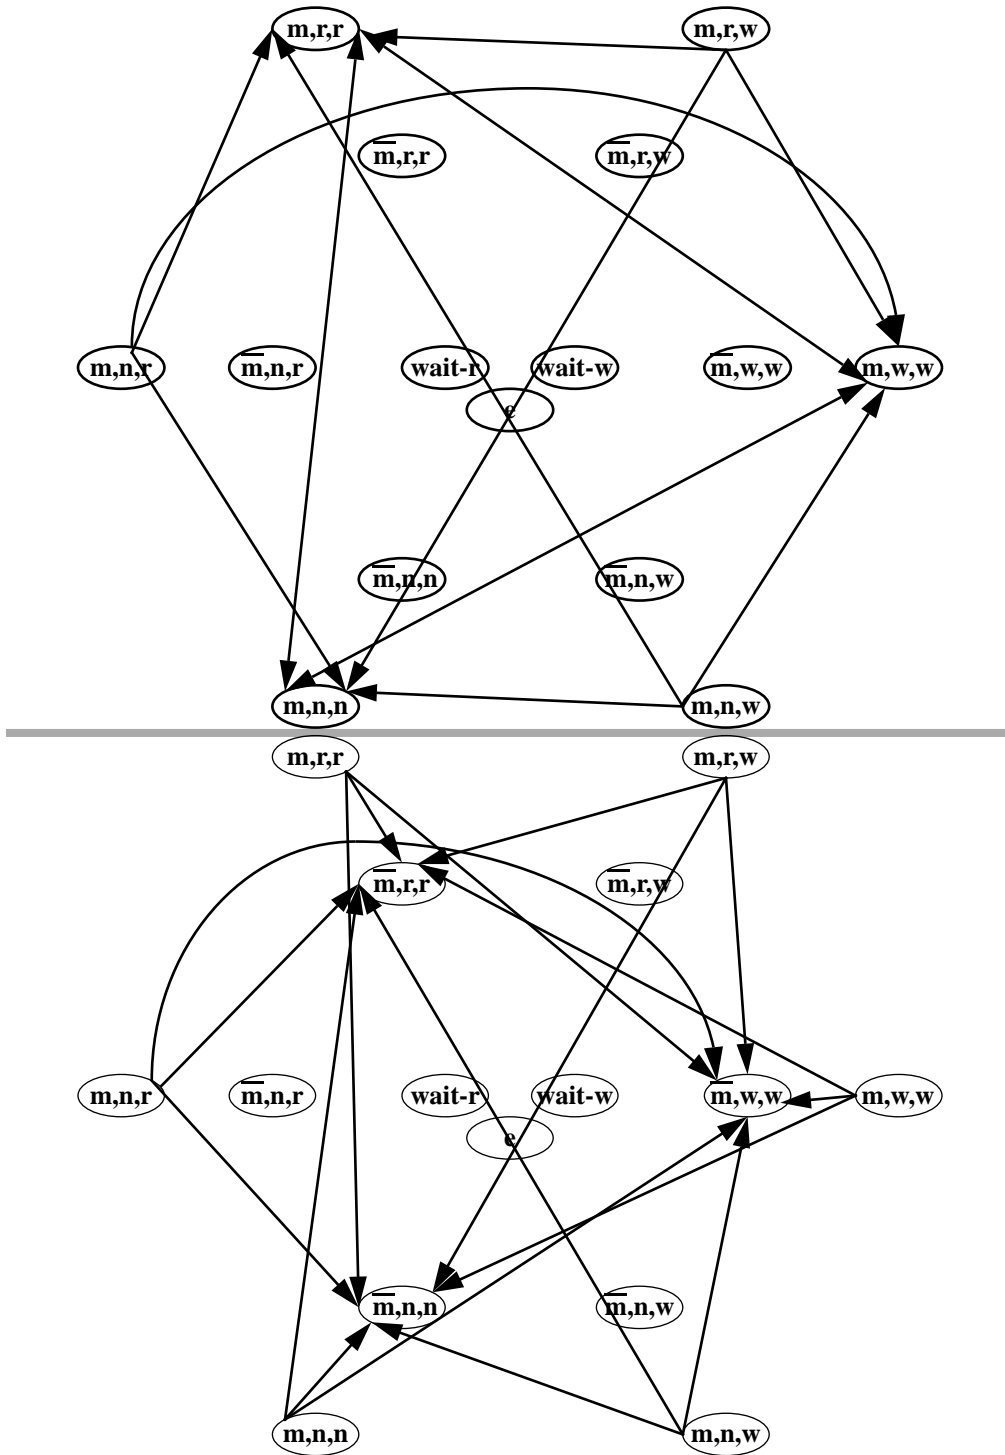 m,r,r m,r,w
m̅,r,r m̅,r,w
m,n,r m̅,n,r wait-r wait-w m̅,w,w m,w,w
e
m̅,n,n m̅,n,w
m,n,n m,n,w
m,r,r m,r,w
m̅,r,r m̅,r,w
m,n,r m̅,n,r wait-r wait-w m̅,w,w m,w,w
e
m̅,n,n m̅,n,w
m,n,n m,n,w